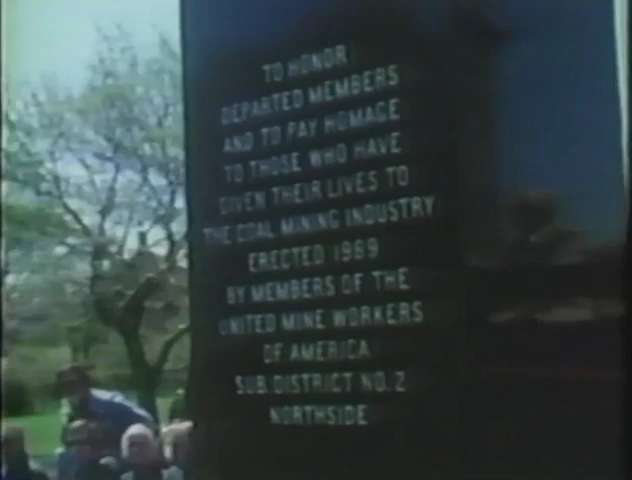 TO HONOR
DEPARTED MEMBERS
AND TO PAY HOMAGE
TO THOSE WHO HAVE
GIVEN THEIR LIVES TO
THE COAL MINING INDUSTRY
ERECTED 1969
BY MEMBERS OF THE
UNITED MINE WORKERS
OF AMERICA
SUB DISTRICT NO. 2
NORTHSIDE